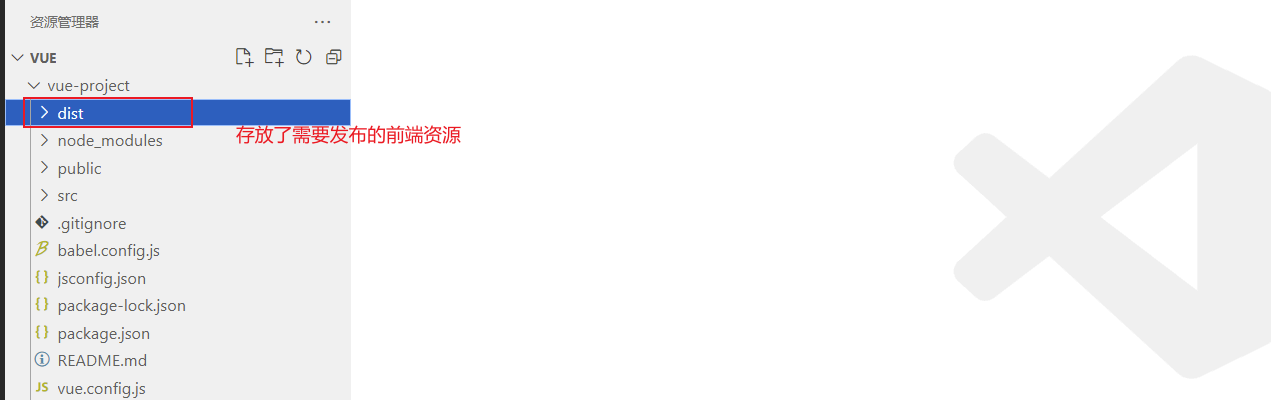 资源管理器
VUE
vue-project
dist
存放了需要发布的前端资源
node_modules
public
src
.gitignore
babel.config.js
jsconfig.json
package-lock.json
package.json
README.md
JS vue.config.js